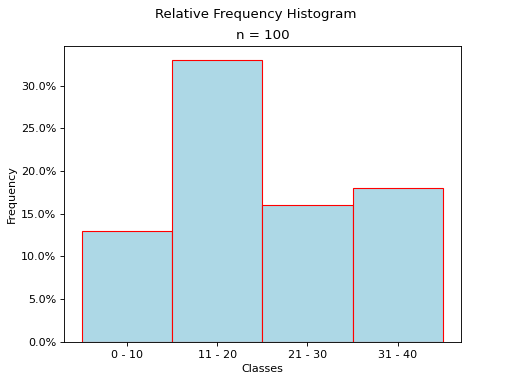 Relative Frequency Histogram
n = 100
30.0%
25.0%
20.0%
15.0%
10.0%
5.0%
0.0%
Frequency
0 - 10
11 - 20
21 - 30
31 - 40
Classes